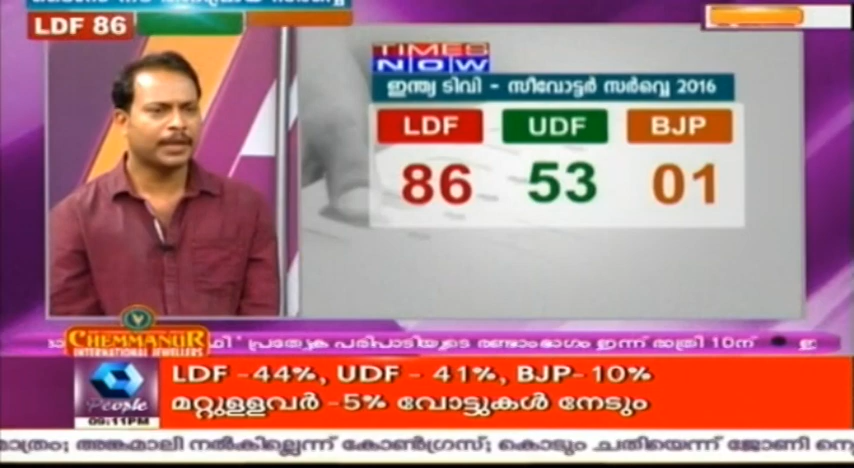 LDF 86
TIMES
NOW
ഇന്ത്യ ടിവി - സീവോട്ടർ സർവ്വെ 2016
LDF UDF BJP
86 53 01
CHEMMANUR
INTERNATIONAL JEWELLERS
പ്രത്യേക പരിപാടിയുടെ രണ്ടാംഭാഗം ഇന്ന് രാത്രി 10ന് ●
People
09:11PM
LDF -44%, UDF - 41%, BJP-10%
മറ്റുള്ളവർ -5% വോട്ടുകൾ നേടും
മാത്രം; അങ്കമാലി നൽകില്ലെന്ന് കോൺഗ്രസ്; കൊടും ചതിയെന്ന് ജോണി